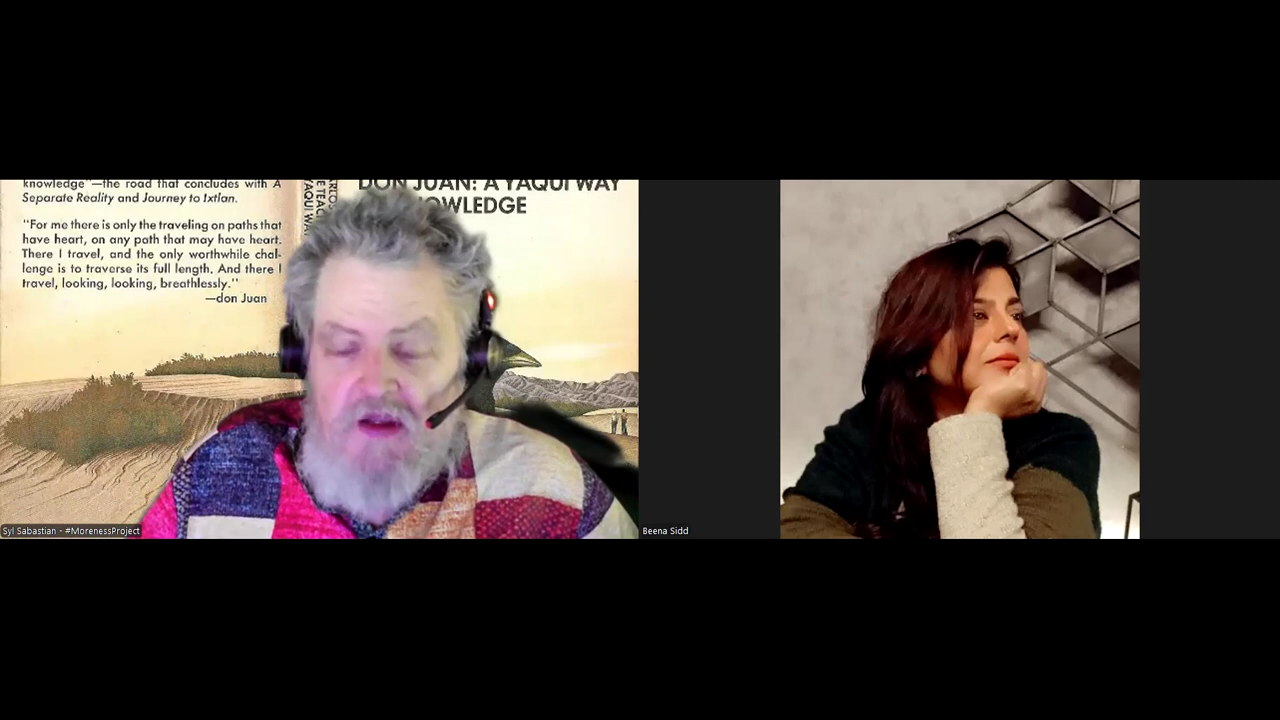 knowledge"—the road that concludes with A
Separate Reality and Journey to Ixtlan.
"For me there is only the traveling on paths that
have heart, on any path that may have heart.
There I travel, and the only worthwhile chal-
lenge is to traverse its full length. And there I
travel, looking, looking, breathlessly."
—don Juan
DON JUAN: A YAQUI WAY
OWLEDGE
Syl Sabastian - #MorenessProject
Beena Sidd